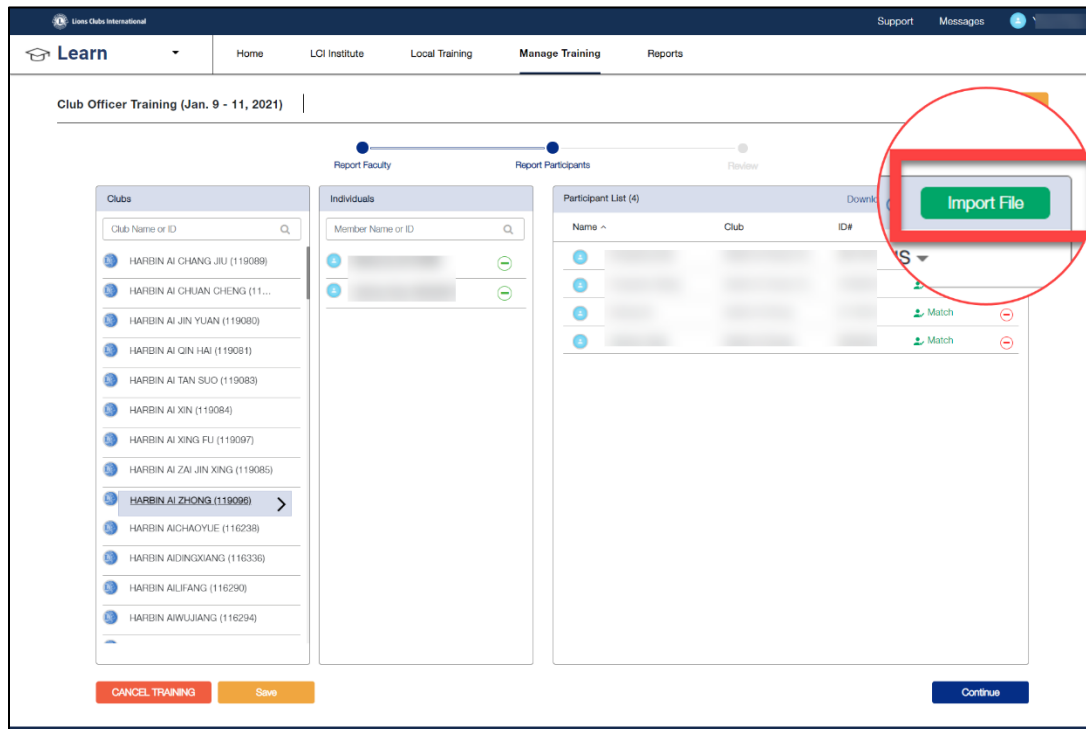 Lions Clubs International
Support Messages
Learn Home LCI Institute Local Training Manage Training Reports
Club Officer Training (Jan. 9 - 11, 2021)
Report Faculty Report Participants Review
Clubs Individuals Participant List (4) Import File
Club Name or ID Member Name or ID Name Club ID#
HARBIN AI CHANG JIU (119089)
HARBIN AI CHUAN CHENG (11...
HARBIN AI JIN YUAN (119080)
Match
HARBIN AI QIN HAI (119081)
Match
HARBIN AI TAN SUO (119083)
HARBIN AI XIN (119084)
HARBIN AI XING FU (119097)
HARBIN AI ZAI JIN XING (119085)
HARBIN AI ZHONG (119096)
HARBIN AICHAOYUE (116238)
HARBIN AIDINGXIANG (116336)
HARBIN AILIFANG (116290)
HARBIN AIWUJIANG (116294)
CANCEL TRAINING Save Continue